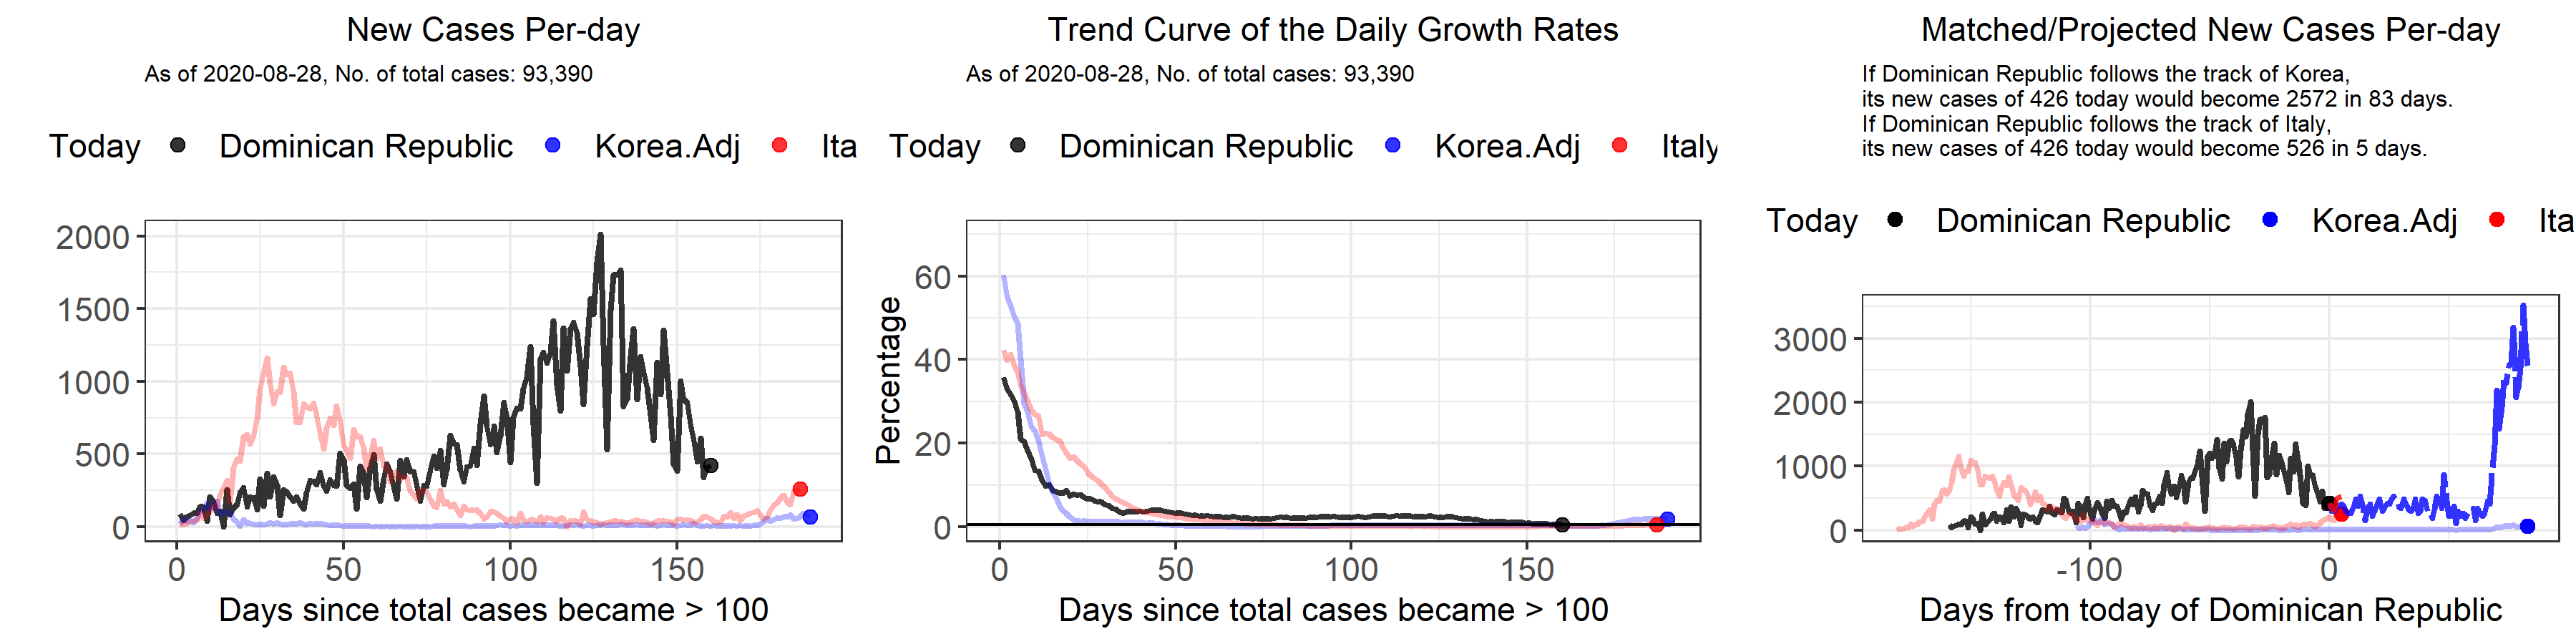 New Cases Per-day
As of 2020-08-28, No. of total cases: 93,390
Today Dominican Republic Korea.Adj Ita
2000
1500
1000
500
0
0 50 100 150
Days since total cases became > 100
Trend Curve of the Daily Growth Rates
As of 2020-08-28, No. of total cases: 93,390
Today Dominican Republic Korea.Adj Italy
Percentage
60
40
20
0
0 50 100 150
Days since total cases became > 100
Matched/Projected New Cases Per-day
If Dominican Republic follows the track of Korea,
its new cases of 426 today would become 2572 in 83 days.
If Dominican Republic follows the track of Italy,
its new cases of 426 today would become 526 in 5 days.
Today Dominican Republic Korea.Adj Ita
3000
2000
1000
0
-100 0
Days from today of Dominican Republic